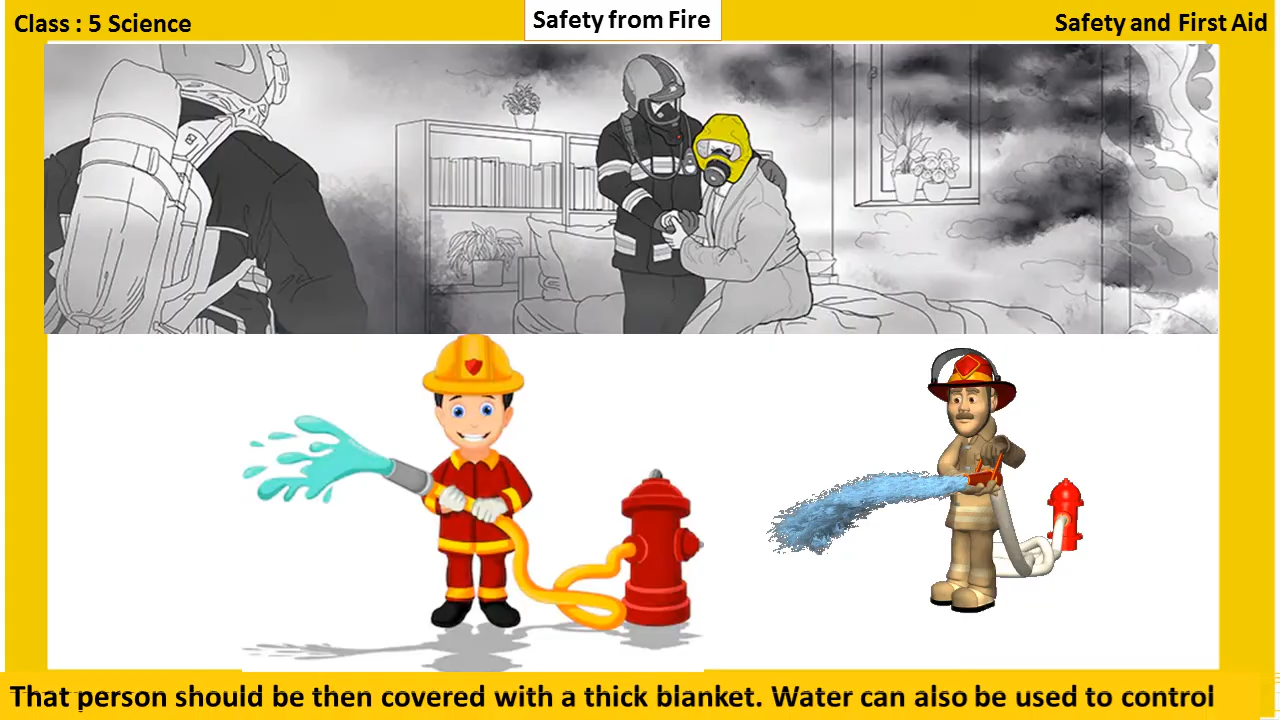 Class : 5 Science
Safety from Fire
Safety and First Aid
That person should be then covered with a thick blanket. Water can also be used to control